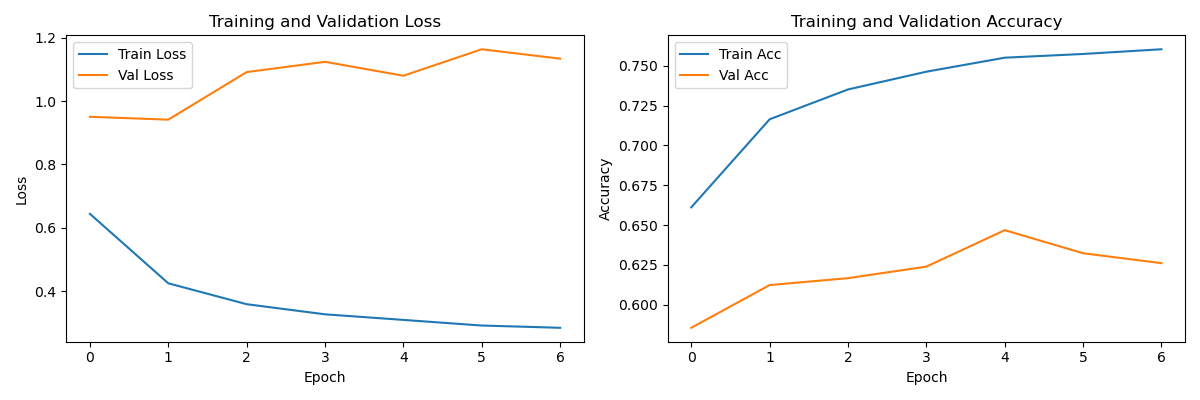 Training and Validation Loss
Train Loss
Val Loss
1.2
1.0
0.8
0.6
0.4
Loss
0 1 2 3 4 5 6
Epoch
Training and Validation Accuracy
Train Acc
Val Acc
0.750
0.725
0.700
0.675
0.650
0.625
0.600
Accuracy
0 1 2 3 4 5 6
Epoch